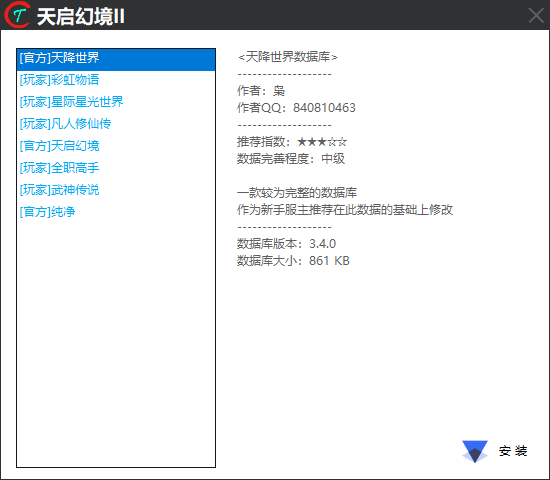 天启幻境II
[官方]天降世界
[玩家]彩虹物语
[玩家]星际星光世界
[玩家]凡人修仙传
[官方]天启幻境
[玩家]全职高手
[玩家]武神传说
[官方]纯净
<天降世界数据库>
-------------------
作者：枭
作者QQ：840810463
-------------------
推荐指数：★★★☆☆
数据完善程度：中级
一款较为完整的数据库
作为新手服主推荐在此数据的基础上修改
-------------------
数据库版本：3.4.0
数据库大小：861 KB
安装